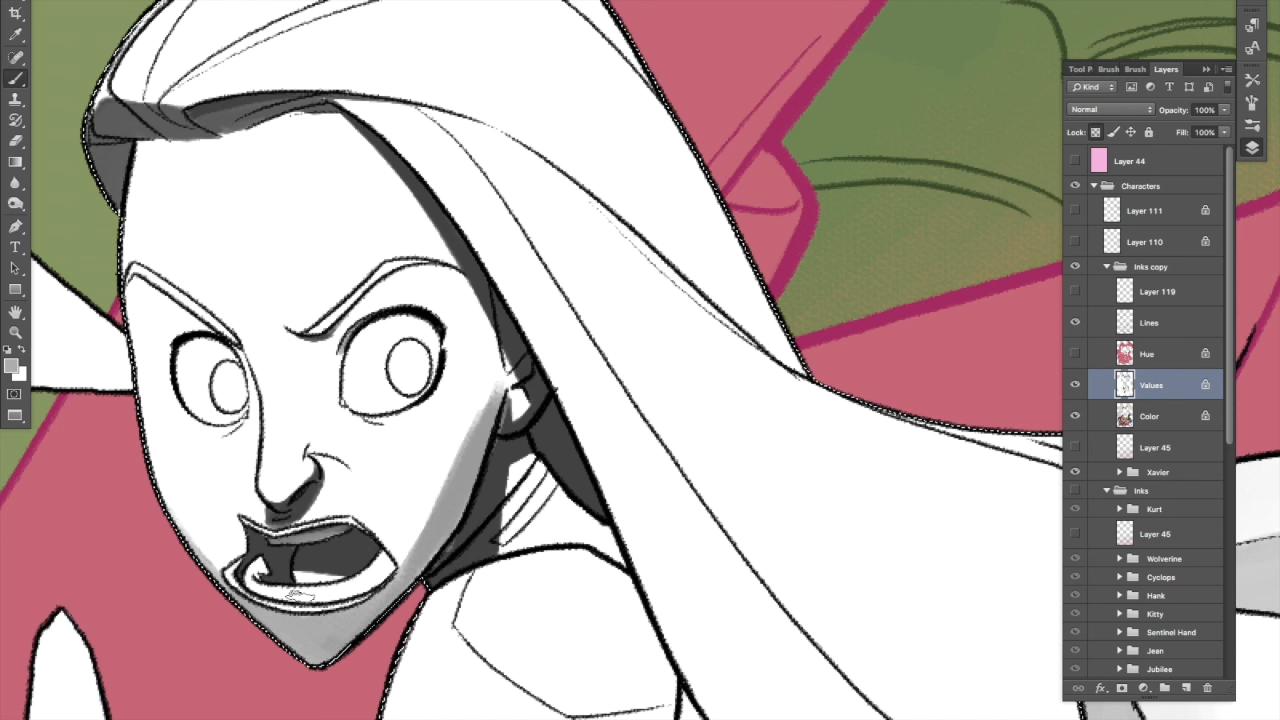 Tool P Brush Brush Layers
Kind
Normal Opacity: 100%
Lock: Fill: 100%
Layer 44
Characters
Layer 111
Layer 110
Inks copy
Layer 119
Lines
Hue
Values
Color
Layer 45
Xavier
Inks
Kurt
Layer 45
Wolverine
Cyclops
Hank
Kitty
Sentinel Hand
Jean
Jubilee
fx